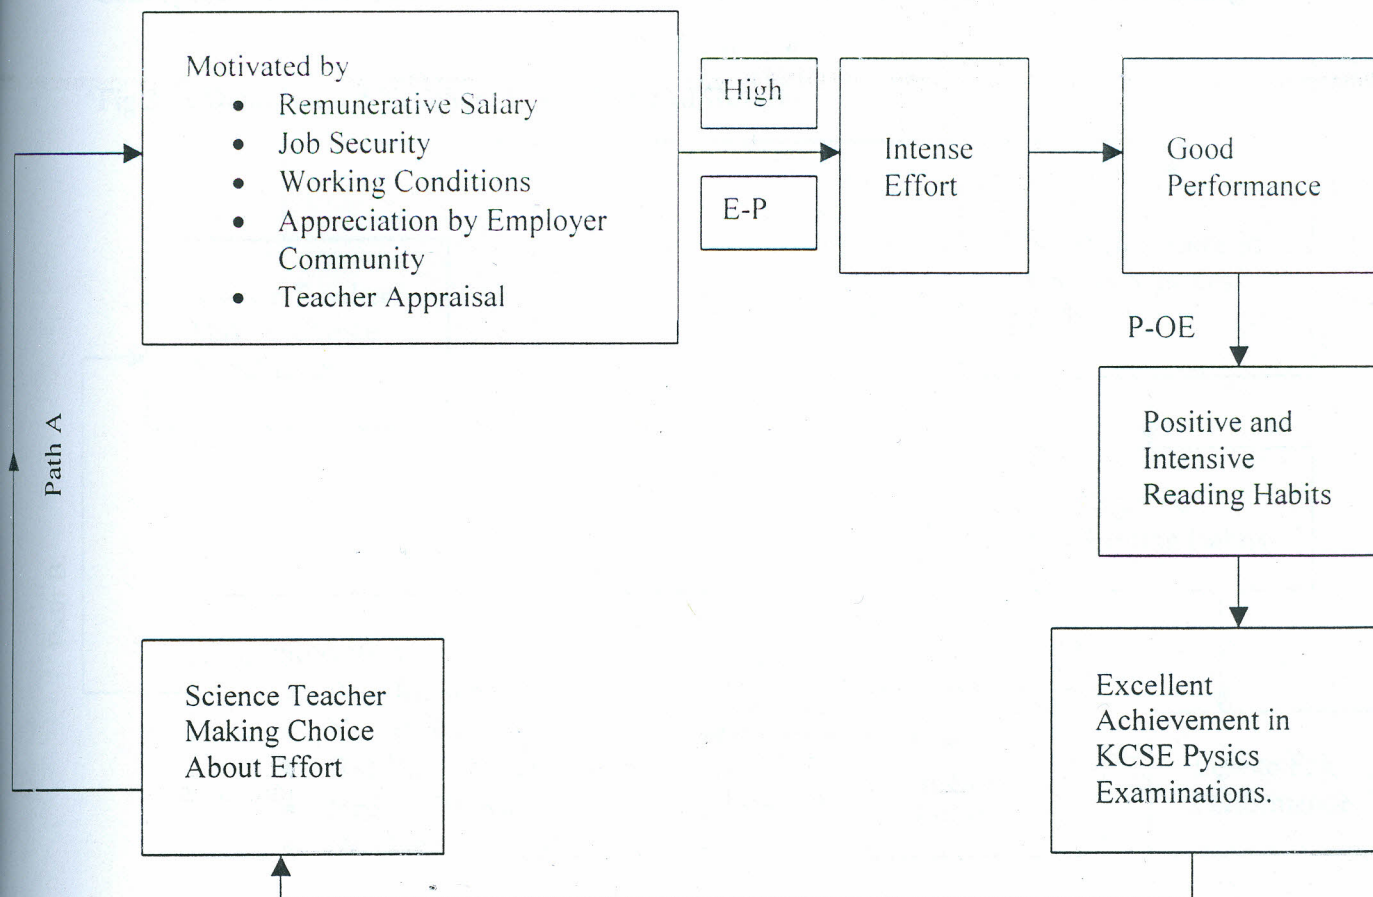 Motivated by
• Remunerative Salary
• Job Security
• Working Conditions
• Appreciation by Employer
Community
• Teacher Appraisal
High
E-P
Intense
Effort
Good
Performance
P-OE
Positive and
Intensive
Reading Habits
Path A
Science Teacher
Making Choice
About Effort
Excellent
Achievement in
KCSE Pysics
Examinations.